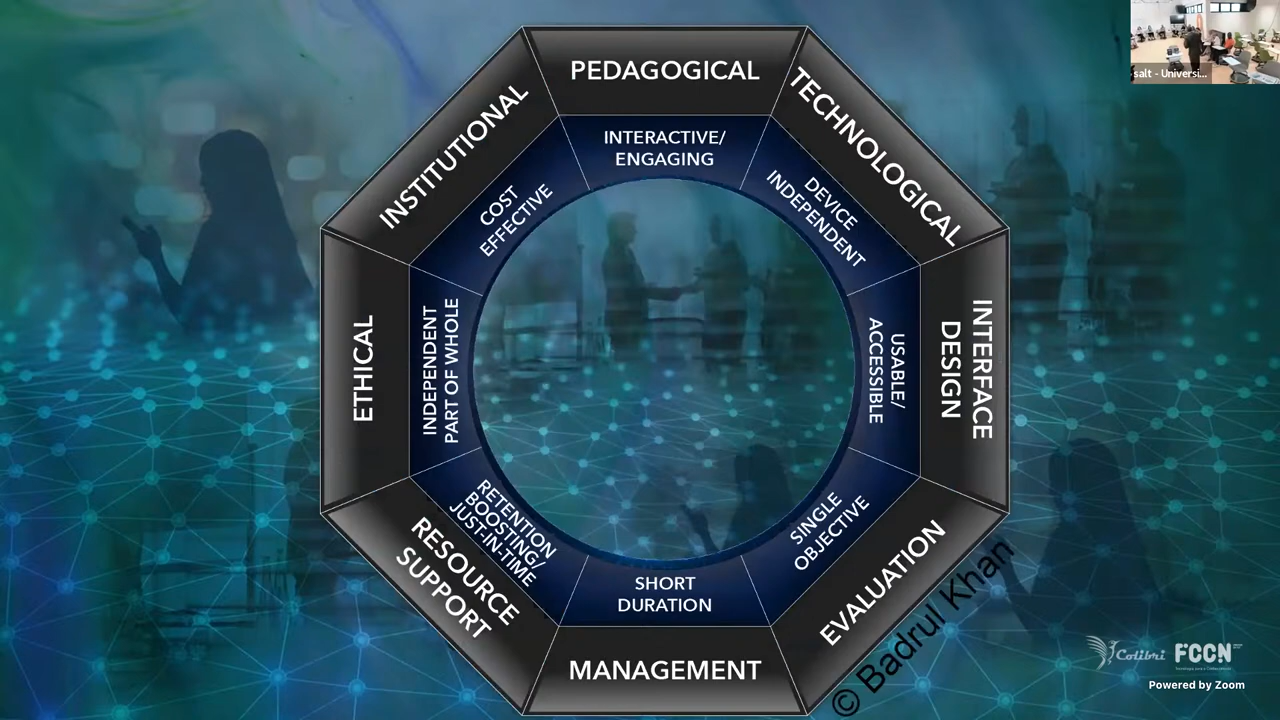 PEDAGOGICAL
TECHNOLOGICAL
INTERFACE
DESIGN
EVALUATION
MANAGEMENT
RESOURCE
SUPPORT
ETHICAL
INSTITUTIONAL
INTERACTIVE/
ENGAGING
DEVICE
INDEPENDENT
USABLE/
ACCESSIBLE
SINGLE
OBJECTIVE
SHORT
DURATION
RETENTION
BOOSTING/
JUST-IN-TIME
INDEPENDENT
PART OF WHOLE
COST
EFFECTIVE
© Badrul Khan
salt - Universi...
Colibri
FCCN
Powered by Zoom